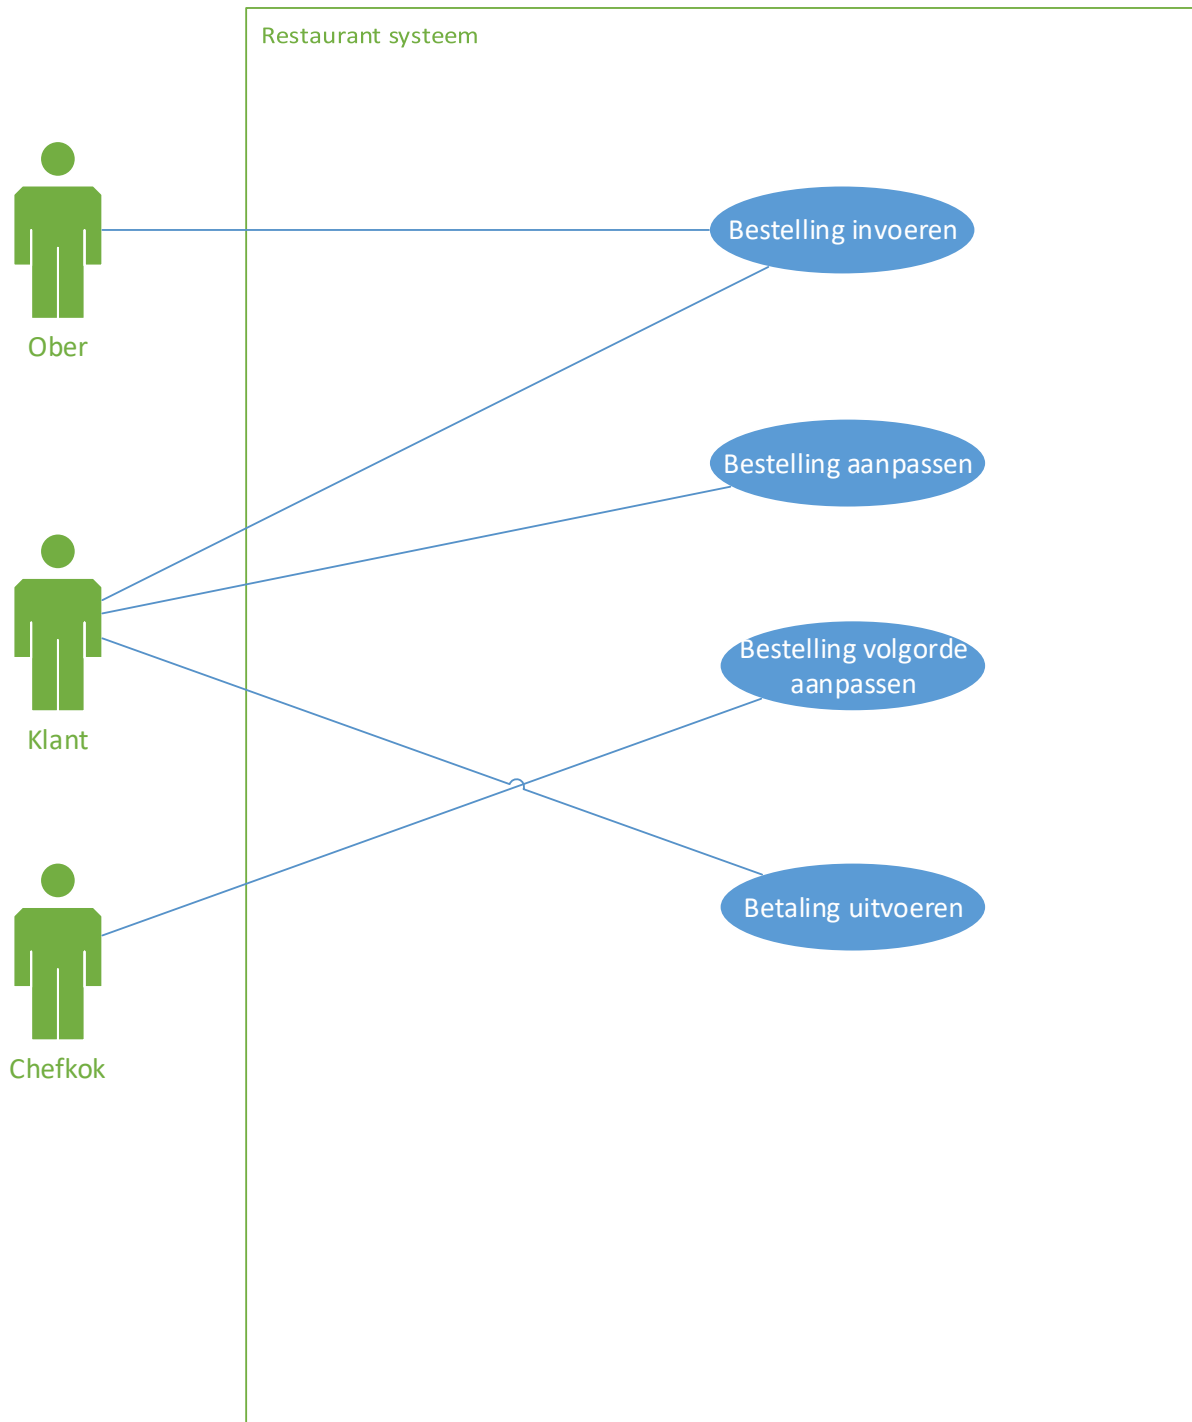 Restaurant systeem
Ober
Bestelling invoeren
Bestelling aanpassen
Klant
Bestelling volgorde
aanpassen
Chefkok
Betaling uitvoeren